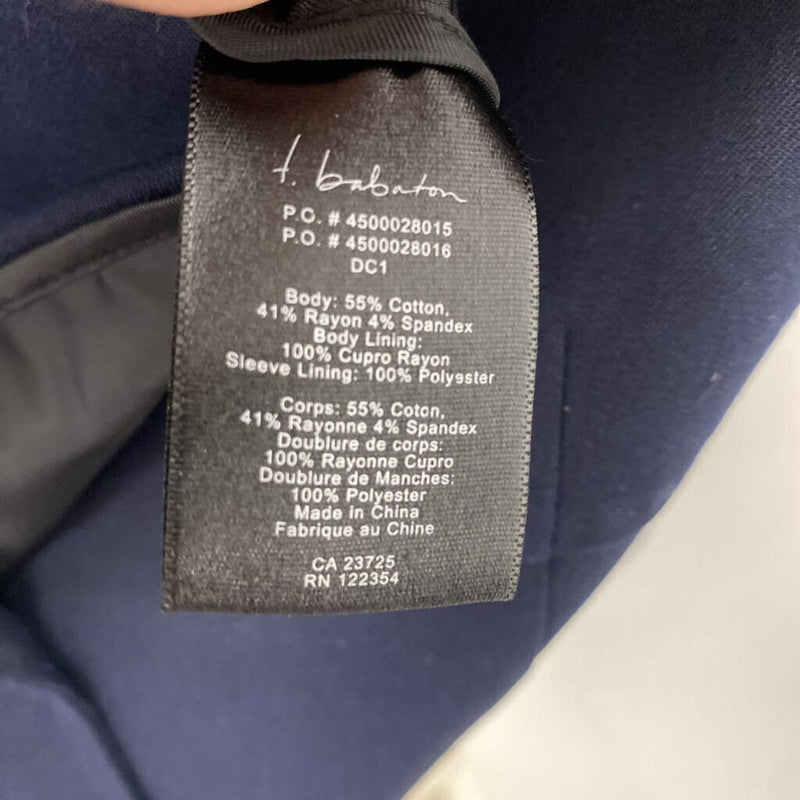 t. babaton
P.O. # 4500028015
P.O. # 4500028016
DC1
Body: 55% Cotton,
41% Rayon 4% Spandex
Body Lining:
100% Cupro Rayon
Sleeve Lining: 100% Polyester
Corps: 55% Coton,
41% Rayonne 4% Spandex
Doublure de corps:
100% Rayonne Cupro
Doublure de Manches:
100% Polyester
Made in China
Fabrique au Chine
CA 23725
RN 122354